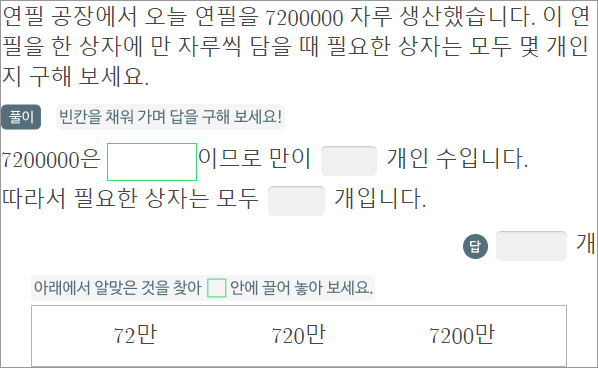 연필 공장에서 오늘 연필을 7200000 자루 생산했습니다. 이 연
필을 한 상자에 만 자루씩 담을 때 필요한 상자는 모두 몇 개인
지 구해 보세요.
풀이 빈칸을 채워 가며 답을 구해 보세요!
7200000은 이므로 만이 개인 수입니다.
따라서 필요한 상자는 모두 개입니다.
답 개
아래에서 알맞은 것을 찾아 안에 끌어 놓아 보세요.
72만 720만 7200만